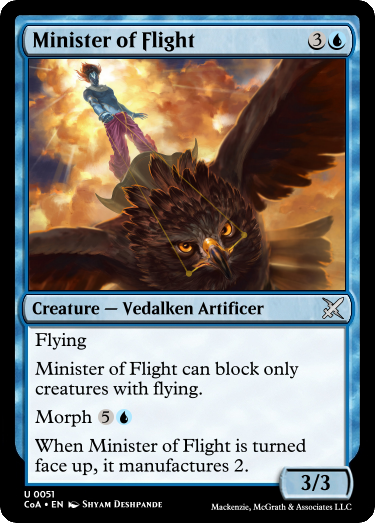 Minister of Flight 3
Creature — Vedalken Artificer
Flying
Minister of Flight can block only
creatures with flying.
Morph 5
When Minister of Flight is turned
face up, it manufactures 2.
3/3
U 0051
CoA • EN Shyam Deshpande
Mackenzie, McGrath & Associates LLC